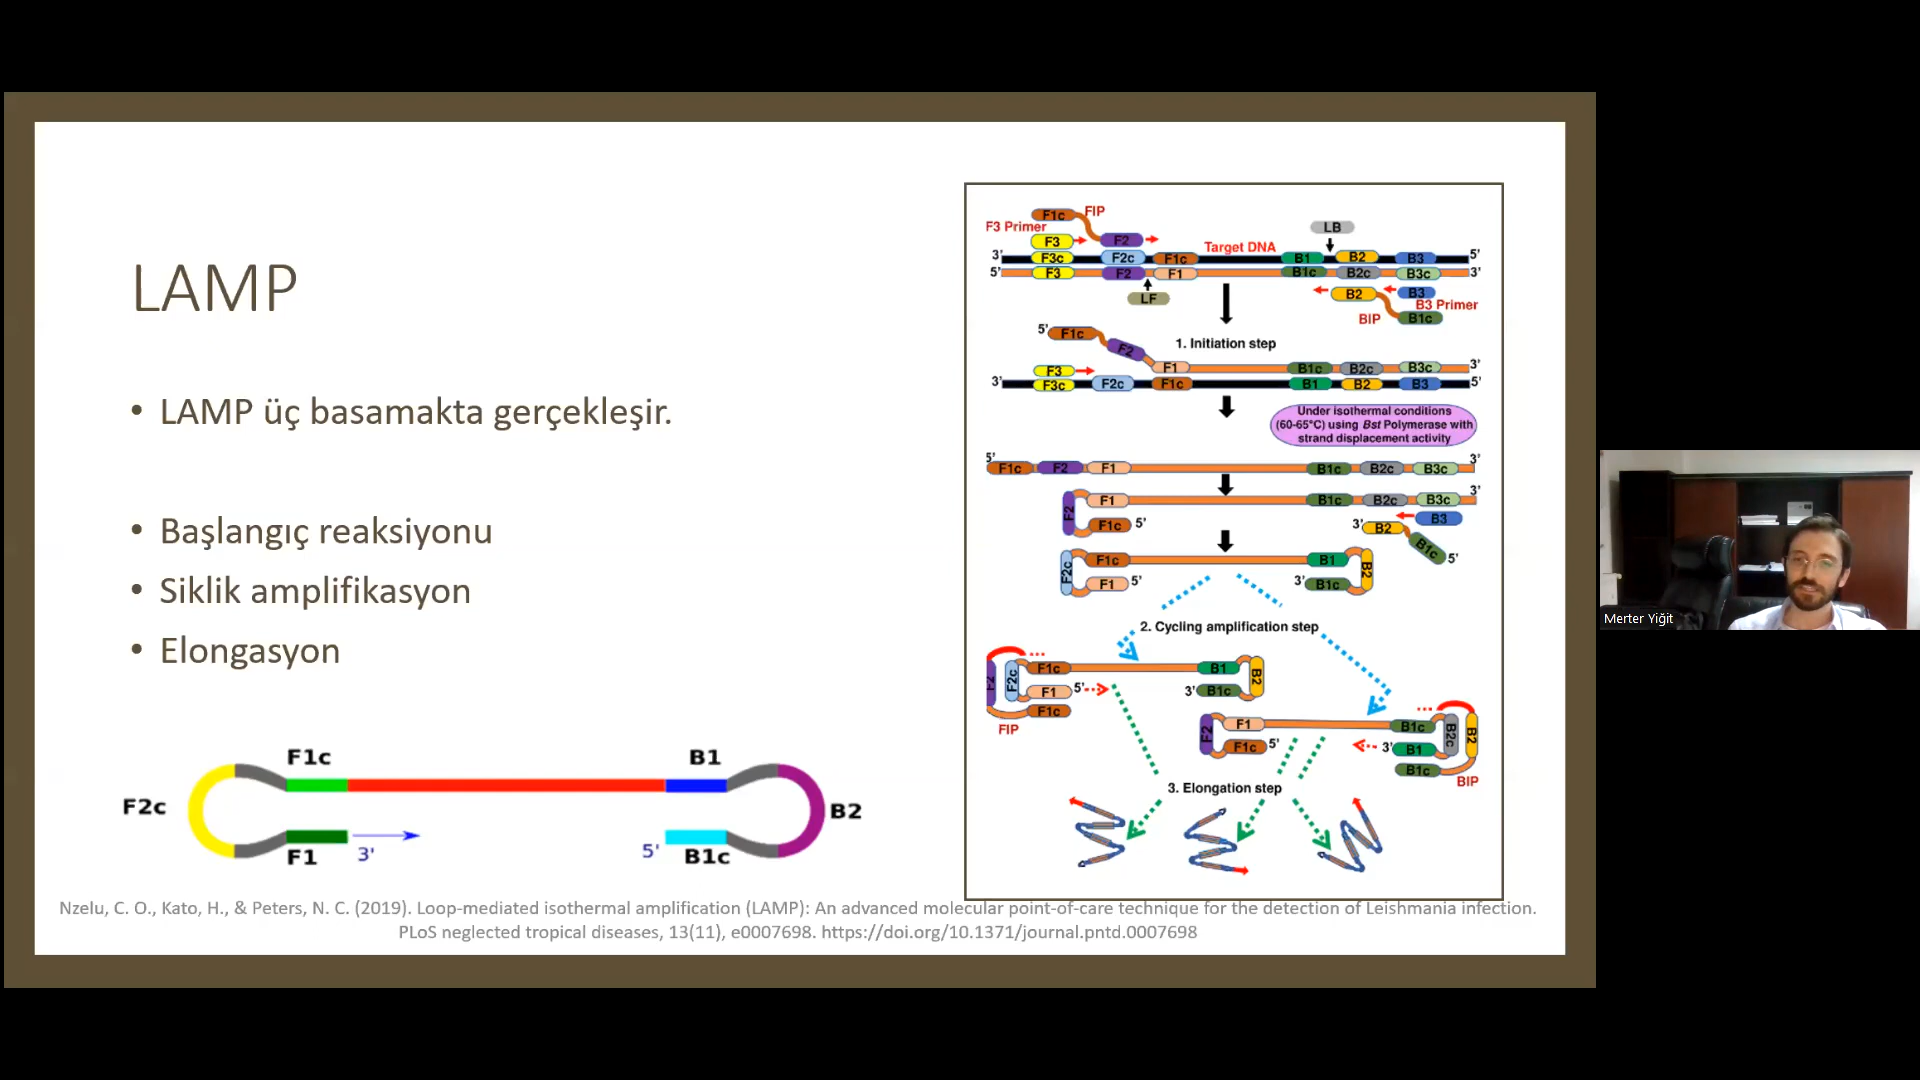 LAMP
• LAMP üç basamakta gerçekleşir.
• Başlangıç reaksiyonu
• Siklik amplifikasyon
• Elongasyon
F1c
B1
F2c
B2
F1
3'
5'
B1c
F1c
FIP
F3 Primer
F3
F2
LB
Target DNA
3'
F3c
F2c
F1c
B1
B2
B3
5'
5'
F3
F2
F1
B1c
B2c
B3c
3'
LF
B2
B3
B3 Primer
BIP
B1c
5'
F1c
F2
1. Initiation step
F1
B1c
B2c
B3c
3'
F3
3'
F3c
F2c
F1c
B1
B2
B3
5'
Under isothermal conditions
(60-65°C) using Bst Polymerase with
strand displacement activity
5'
F1c
F2
F1
B1c
B2c
B3c
3'
F2
F1
B1c
B2c
B3c
3'
F1c
5'
B3
3'
B2
B1c
5'
F2c
F1c
B1
B2
F1
5'
3'
B1c
2. Cycling amplification step
F2
F2c
F1c
B1
B2
F1
5'
3'
B1c
F1c
FIP
F2
F1
B1c
B2c
B2
F1c
5'
3'
B1
B1c
BIP
3. Elongation step
Nzelu, C. O., Kato, H., & Peters, N. C. (2019). Loop-mediated isothermal amplification (LAMP): An advanced molecular point-of-care technique for the detection of Leishmania infection.
PLoS neglected tropical diseases, 13(11), e0007698. https://doi.org/10.1371/journal.pntd.0007698
Merter Yiğit